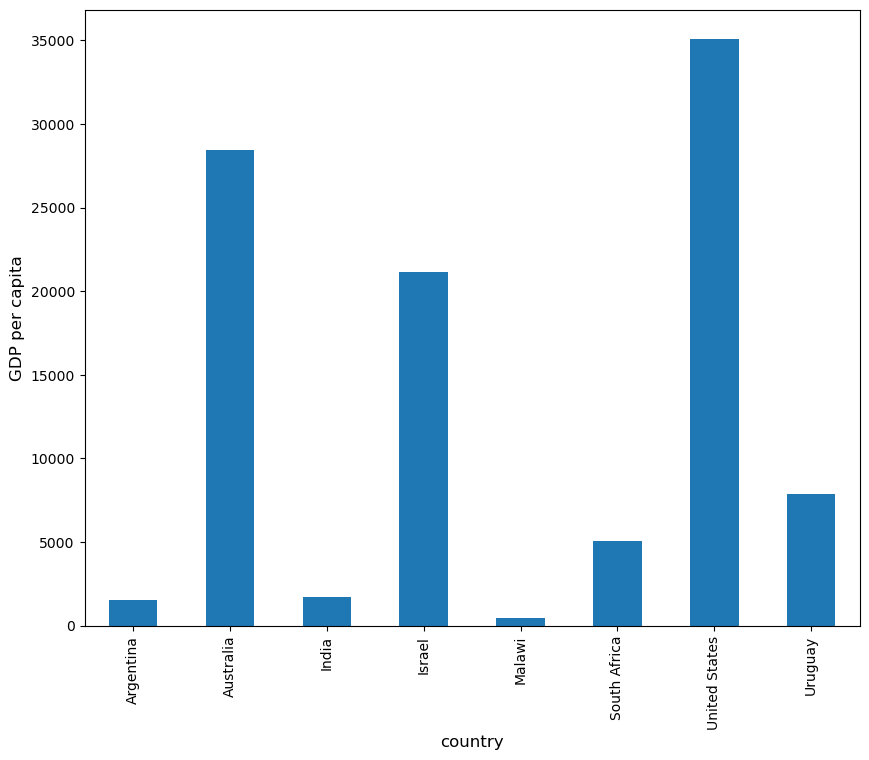 35000
30000
25000
20000
15000
10000
5000
0
GDP per capita
Argentina
Australia
India
Israel
Malawi
South Africa
United States
Uruguay
country